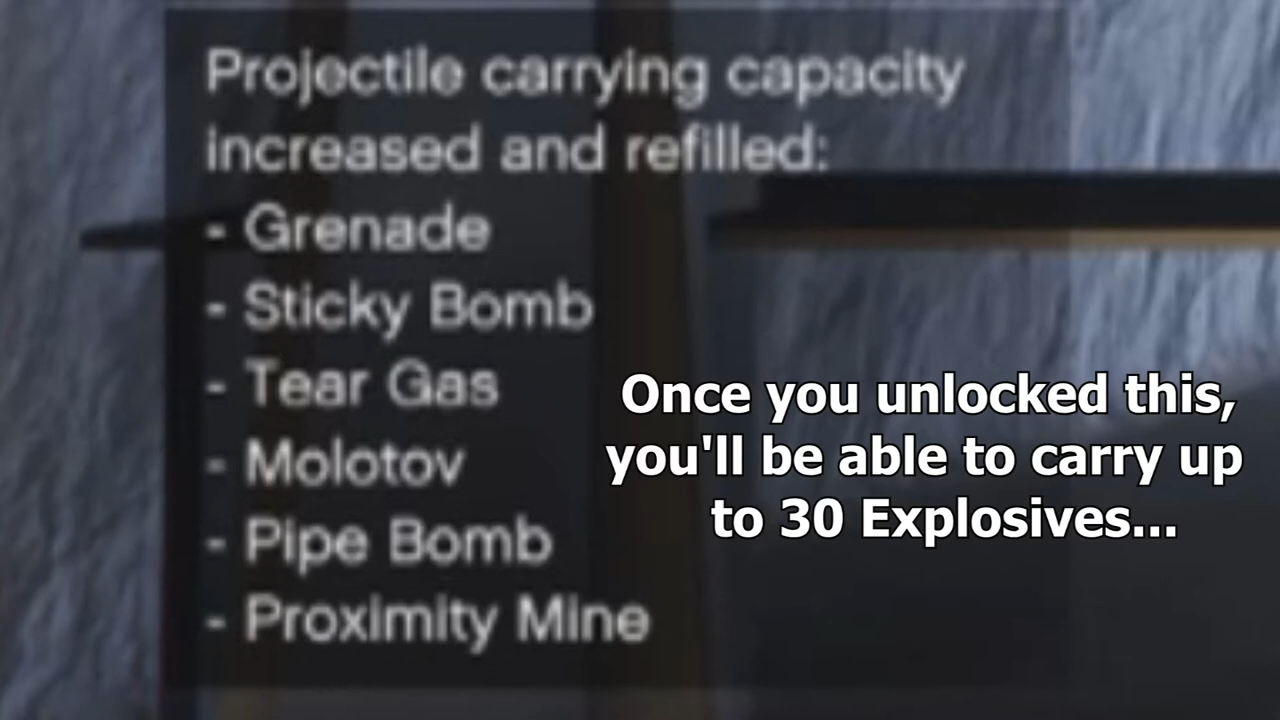 Projectile carrying capacity
increased and refilled:
- Grenade
- Sticky Bomb
- Tear Gas
- Molotov
- Pipe Bomb
- Proximity Mine
Once you unlocked this,
you'll be able to carry up
to 30 Explosives...